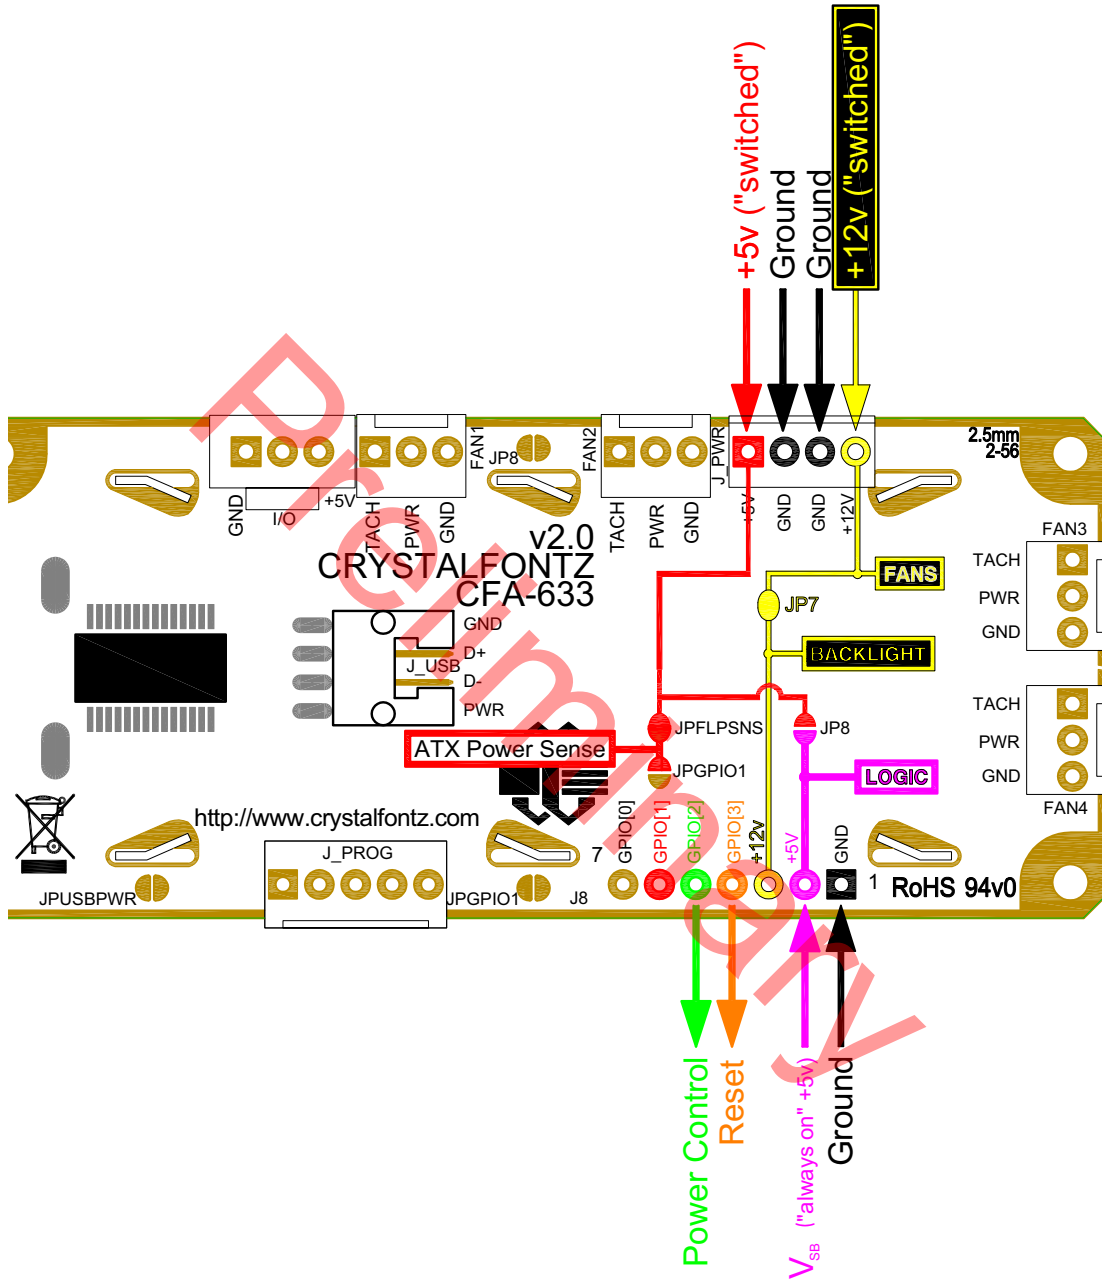 +5v ("switched")
Ground
Ground
+12v ("switched")
Preliminary
GND
I/O
+5V
TACH
PWR
GND
FAN1
JP8
FAN2
TACH
PWR
GND
J_PWR
+5V
GND
GND
+12V
2.5mm
2-56
v2.0
CRYSTALFONTZ
CFA-633
FANS
JP7
BACKLIGHT
FAN3
TACH
PWR
GND
GND
D+
J_USB
D-
PWR
ATX Power Sense
JPFLPSNS
JPGPIO1
JP8
LOGIC
TACH
PWR
GND
FAN4
http://www.crystalfontz.com
J_PROG
JPUSBPWR
JPGPIO1
J8
7
GPIO[0]
GPIO[1]
GPIO[2]
GPIO[3]
+12v
+5V
GND
1
RoHS 94v0
Power Control
Reset
VSB ("always on" +5v)
Ground